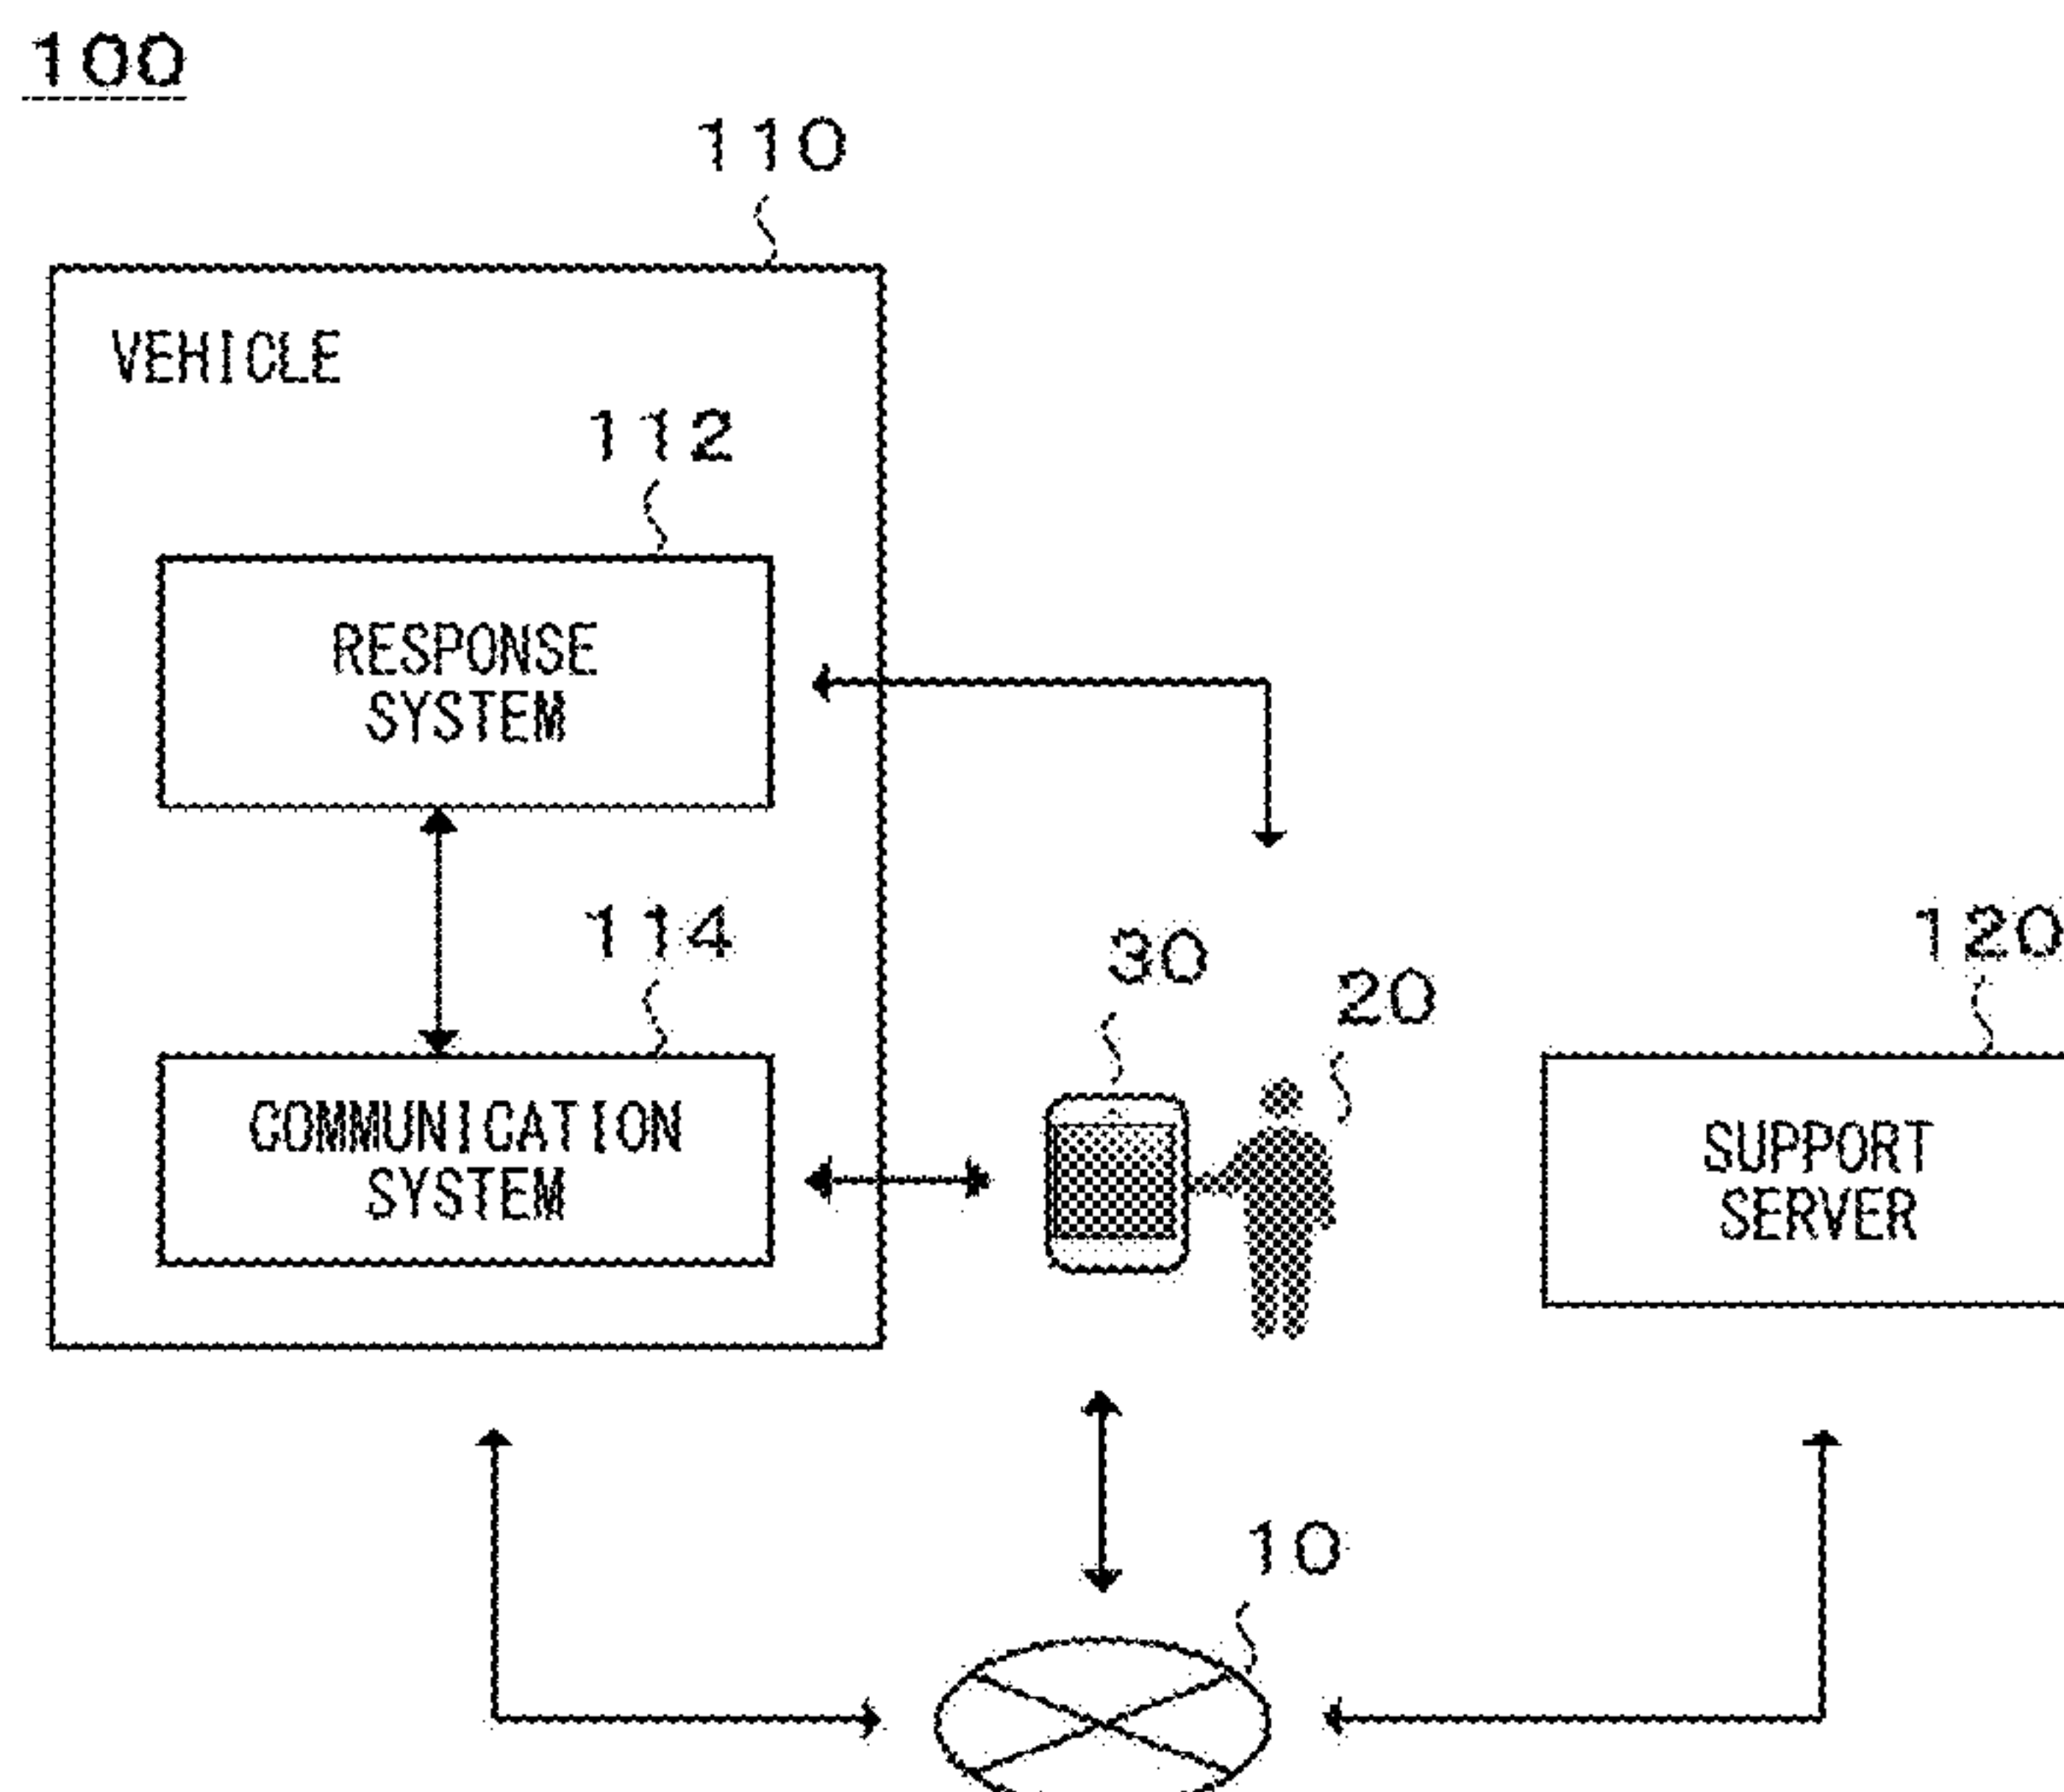 100
110
VEHICLE
112
RESPONSE
SYSTEM
114
30
20
120
COMMUNICATION
SYSTEM
SUPPORT
SERVER
10